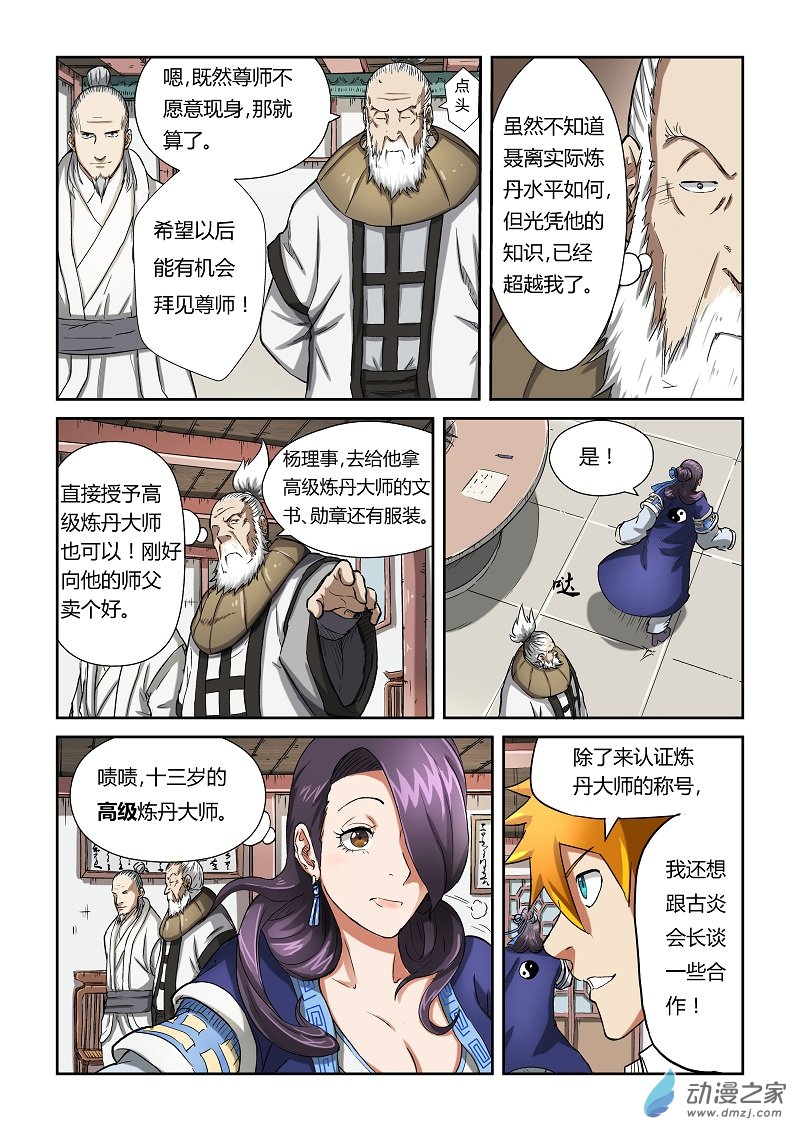 嗯,既然尊师不
愿意现身,那就
算了。
点
头
希望以后
能有机会
拜见尊师！
虽然不知道
聂离实际炼
丹水平如何,
但光凭他的
知识,已经
超越我了。
直接授予高
级炼丹大师
也可以！刚好
向他的师父
卖个好。
杨理事,去给他拿
高级炼丹大师的文
书、勋章还有服装。
是！
哒
啧啧,十三岁的
高级炼丹大师。
除了来认证炼
丹大师的称号,
我还想
跟古炎
会长谈
一些合
作！
动漫之家
www.dmzj.com